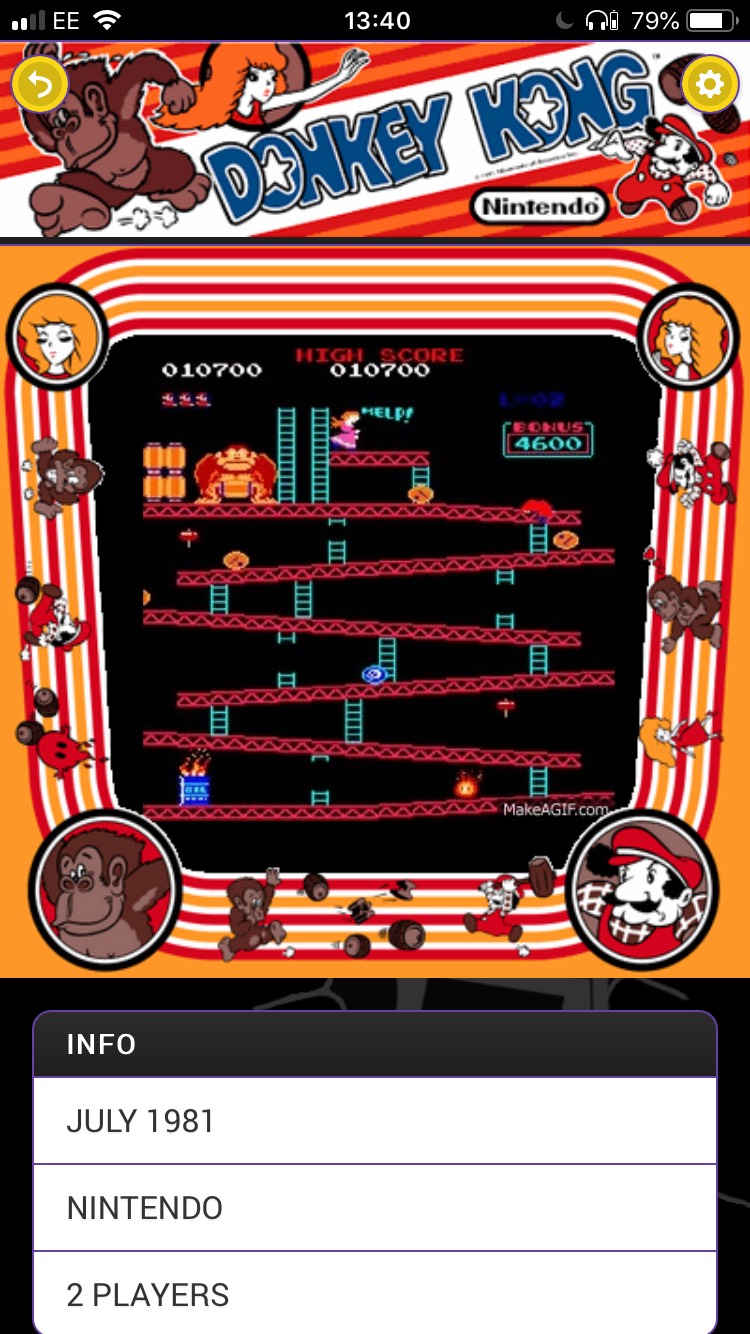 EE 13:40 79%
DONKEY KONG
Nintendo
HIGH SCORE
010700 010700
L=02
HELP!
BONUS
4600
OIL
MakeAGIF.com
INFO
JULY 1981
NINTENDO
2 PLAYERS